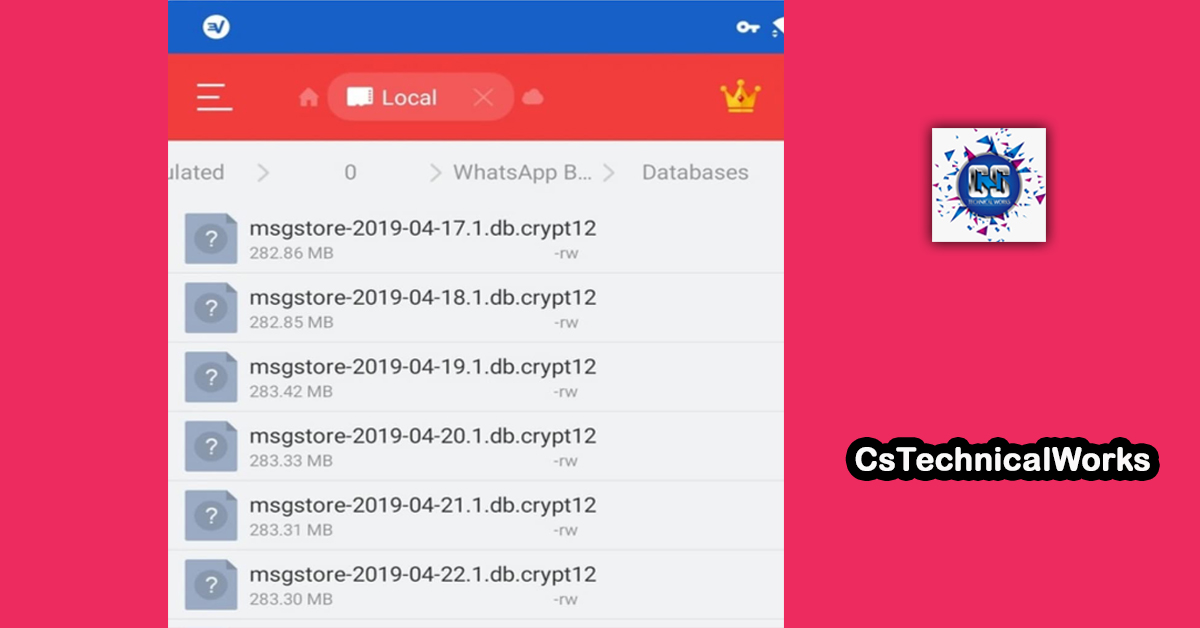 Local
ulated 0 WhatsApp B... Databases
msgstore-2019-04-17.1.db.crypt12
282.86 MB -rw
msgstore-2019-04-18.1.db.crypt12
282.85 MB -rw
msgstore-2019-04-19.1.db.crypt12
283.42 MB -rw
msgstore-2019-04-20.1.db.crypt12
283.33 MB -rw
msgstore-2019-04-21.1.db.crypt12
283.31 MB -rw
msgstore-2019-04-22.1.db.crypt12
283.30 MB -rw
CS
TECHNICAL WORKS
CsTechnicalWorks